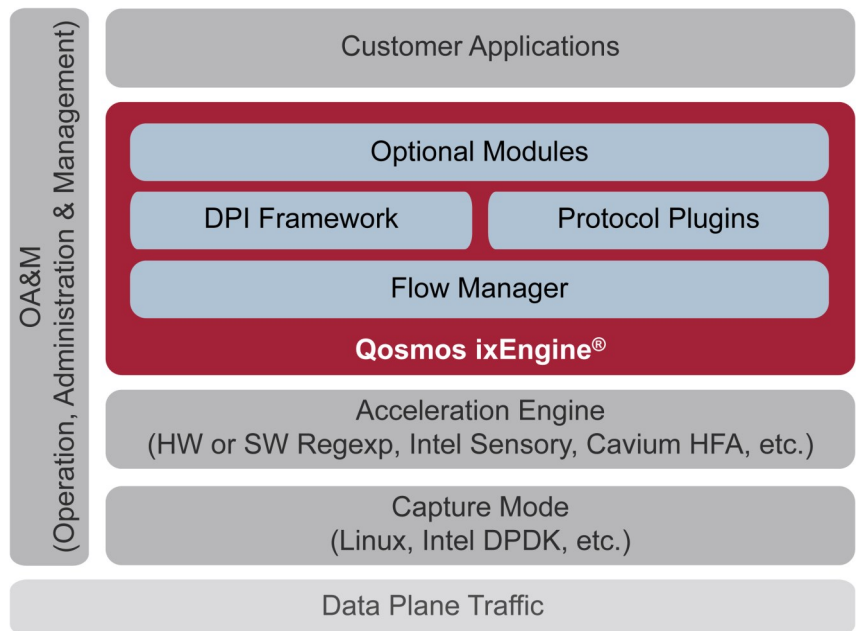 OA&M
(Operation, Administration & Management)
Customer Applications
Optional Modules
DPI Framework
Protocol Plugins
Flow Manager
Qosmos ixEngine®
Acceleration Engine
(HW or SW Regexp, Intel Sensory, Cavium HFA, etc.)
Capture Mode
(Linux, Intel DPDK, etc.)
Data Plane Traffic